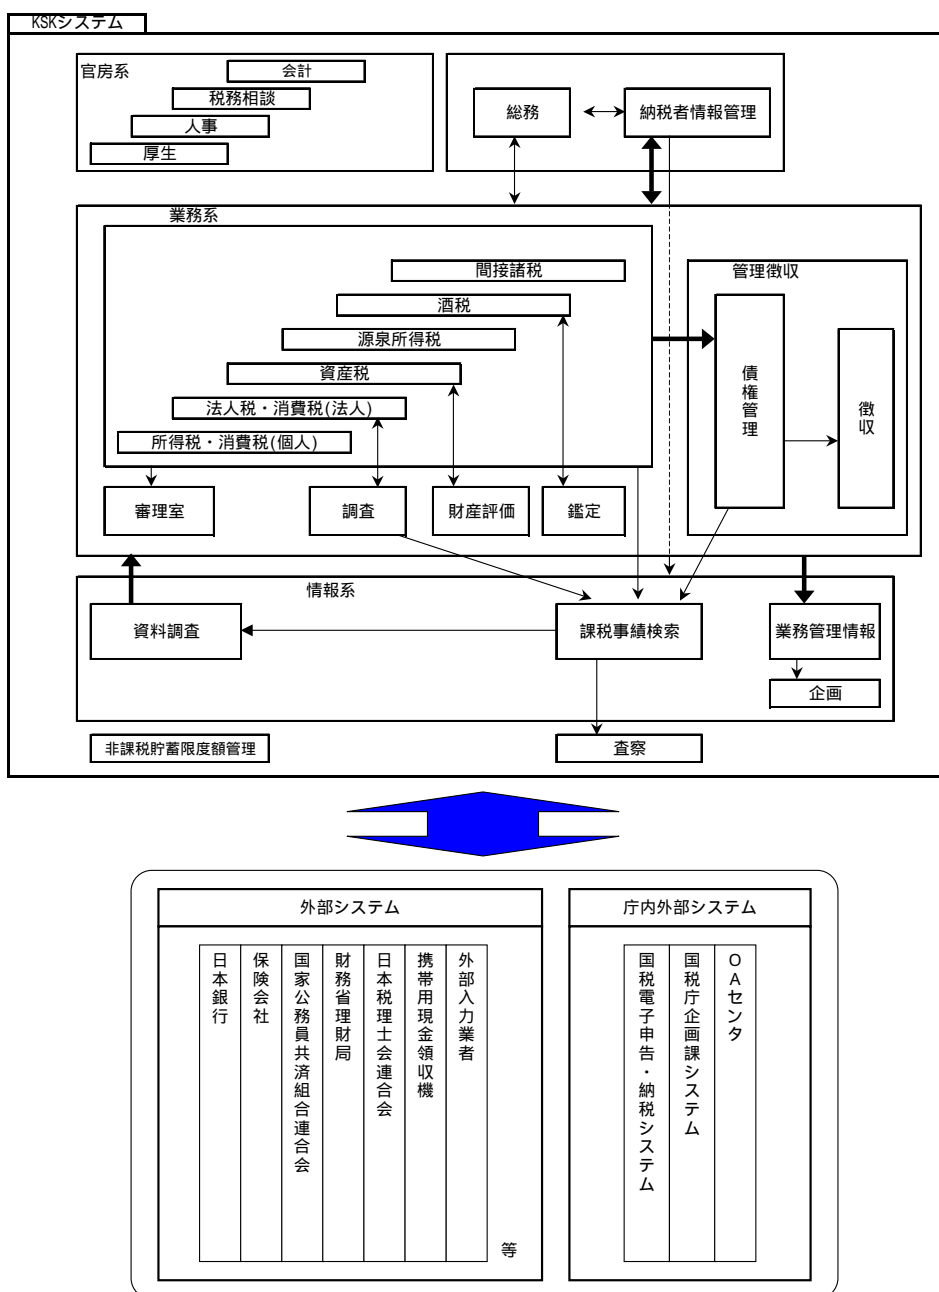 KSKシステム
官房系
会計
税務相談
人事
厚生
総務
納税者情報管理
業務系
間接諸税
酒税
源泉所得税
資産税
法人税・消費税(法人)
所得税・消費税(個人)
管理徴収
債権管理
徴収
審理室
調査
財産評価
鑑定
情報系
資料調査
課税事績検索
業務管理情報
企画
非課税貯蓄限度額管理
査察
外部システム
日本銀行
保険会社
国家公務員共済組合連合会
財務省理財局
日本税理士会連合会
携帯用現金領収機
外部入力業者
等
庁内外部システム
国税電子申告・納税システム
国税庁企画課システム
OAセンタ